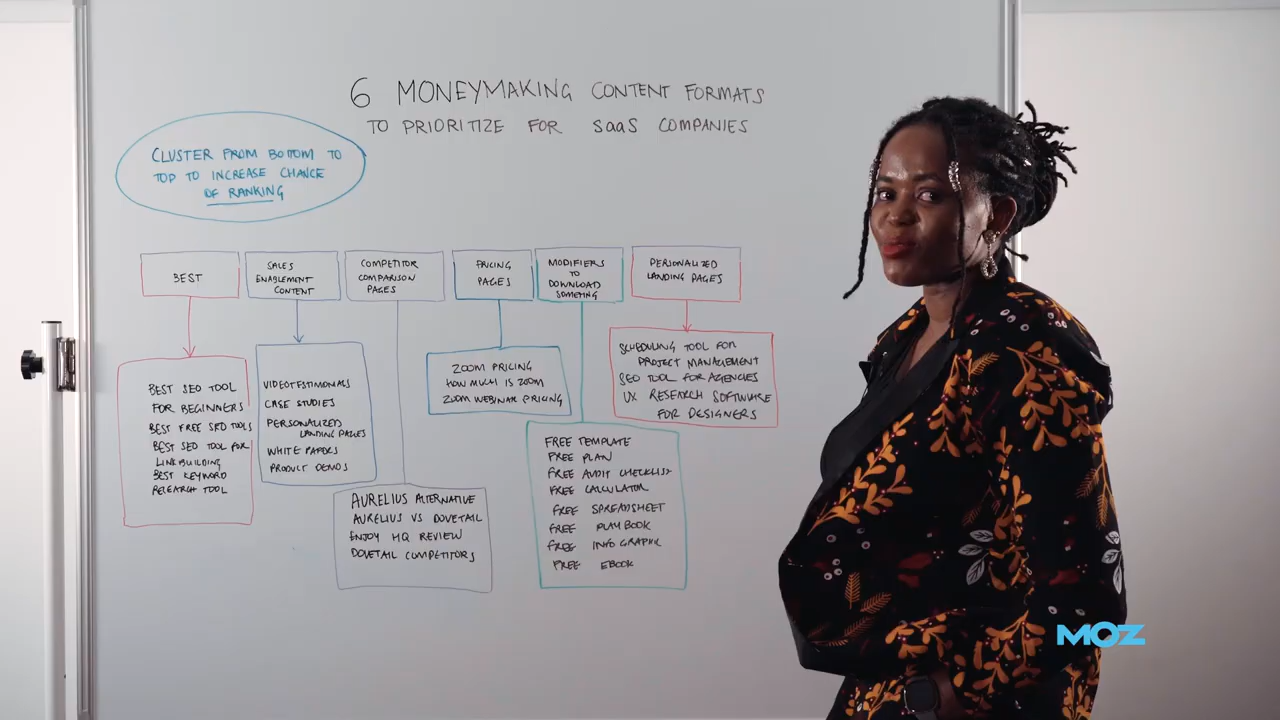 6 MONEYMAKING CONTENT FORMATS
TO PRIORITIZE FOR SaaS COMPANIES
CLUSTER FROM BOTTOM TO
TOP TO INCREASE CHANCE
OF RANKING
BEST
SALES
ENABLEMENT
CONTENT
COMPETITOR
COMPARISON
PAGES
PRICING
PAGES
MODIFIERS
TO
DOWNLOAD
SOMETING
PERSONALIZED
LANDING PAGES
BEST SEO TOOL
FOR BEGINNERS
BEST FREE SEO TOOLS
BEST SEO TOOL FOR
LINKBUILDING
BEST KEYWORD
RESEARCH TOOL
VIDEOTESTIMONIALS
CASE STUDIES
PERSONALIZED
LANDING PAGES
WHITE PAPERS
PRODUCT DEMOS
AURELIUS ALTERNATIVE
AURELIUS VS DOVETAIL
ENJOY HQ REVIEW
DOVETAIL COMPETITORS
ZOOM PRICING
HOW MUCH IS ZOOM
ZOOM WEBINAR PRICING
FREE TEMPLATE
FREE PLAN
FREE AUDIT CHECKLIST
FREE CALCULATOR
FREE SPREADSHEET
FREE PLAYBOOK
FREE INFOGRAPHIC
FREE EBOOK
SCHEDULING TOOL FOR
PROJECT MANAGEMENT
SEO TOOL FOR AGENCIES
UX RESEARCH SOFTWARE
FOR DESIGNERS
MOZ